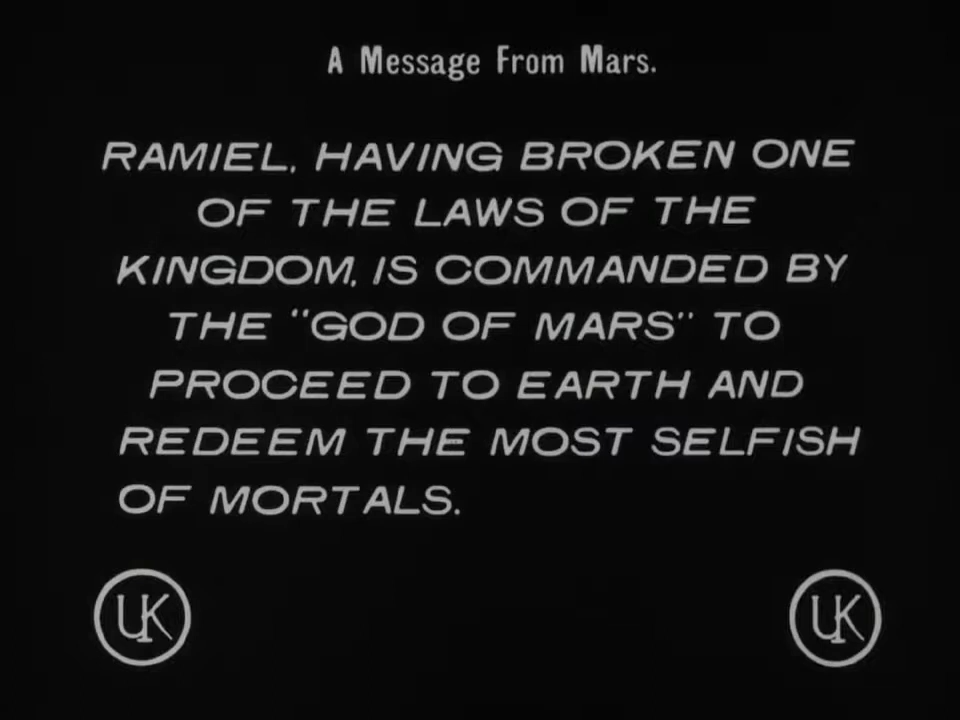 A Message From Mars.
RAMIEL, HAVING BROKEN ONE
OF THE LAWS OF THE
KINGDOM, IS COMMANDED BY
THE "GOD OF MARS" TO
PROCEED TO EARTH AND
REDEEM THE MOST SELFISH
OF MORTALS.
UK UK